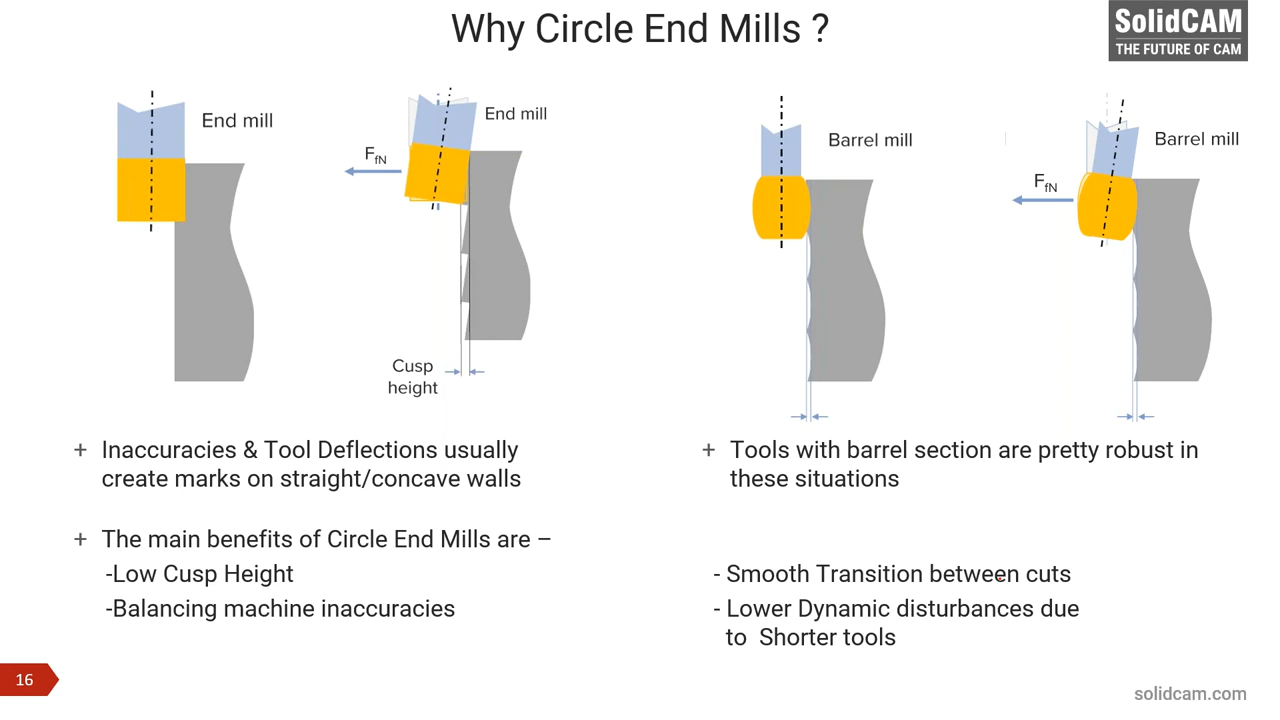 Why Circle End Mills ?
SolidCAM
THE FUTURE OF CAM
End mill
End mill
FfN
Cusp
height
Barrel mill
Barrel mill
FfN
+ Inaccuracies & Tool Deflections usually
create marks on straight/concave walls
+ Tools with barrel section are pretty robust in
these situations
+ The main benefits of Circle End Mills are –
-Low Cusp Height
-Balancing machine inaccuracies
- Smooth Transition between cuts
- Lower Dynamic disturbances due
to Shorter tools
16
solidcam.com